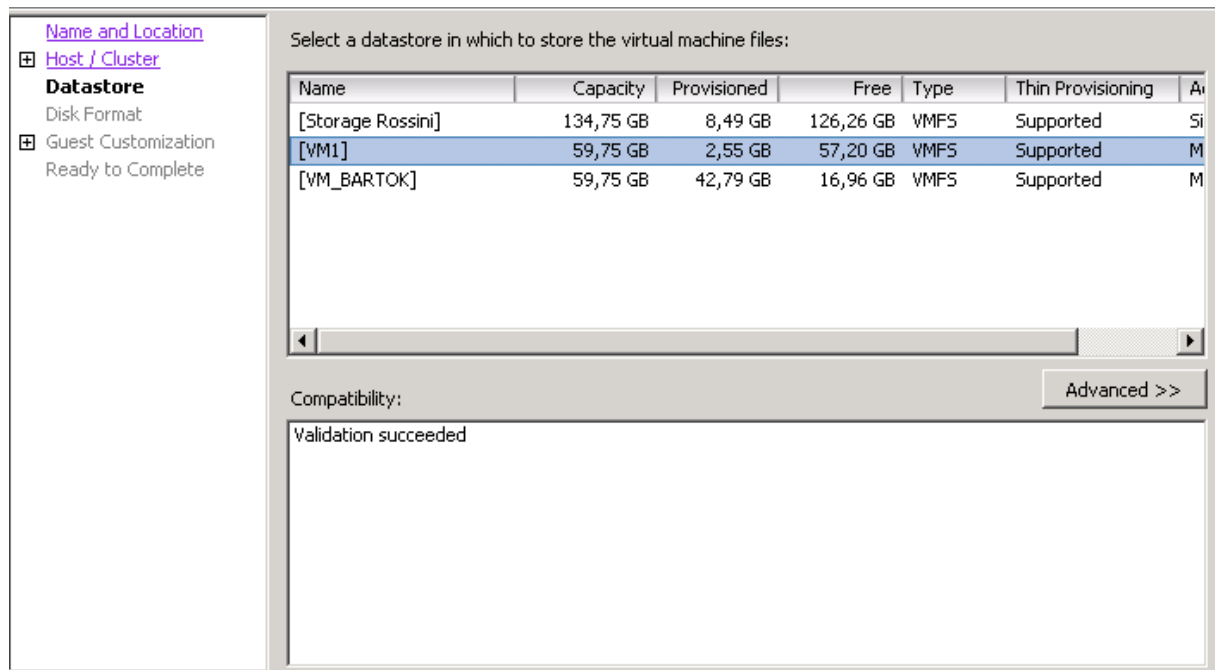 Name and Location
Host / Cluster
Datastore
Disk Format
Guest Customization
Ready to Complete
Select a datastore in which to store the virtual machine files:
Name Capacity Provisioned Free Type Thin Provisioning
[Storage Rossini] 134,75 GB 8,49 GB 126,26 GB VMFS Supported
[VM1] 59,75 GB 2,55 GB 57,20 GB VMFS Supported
[VM_BARTOK] 59,75 GB 42,79 GB 16,96 GB VMFS Supported
Advanced >>
Compatibility:
Validation succeeded